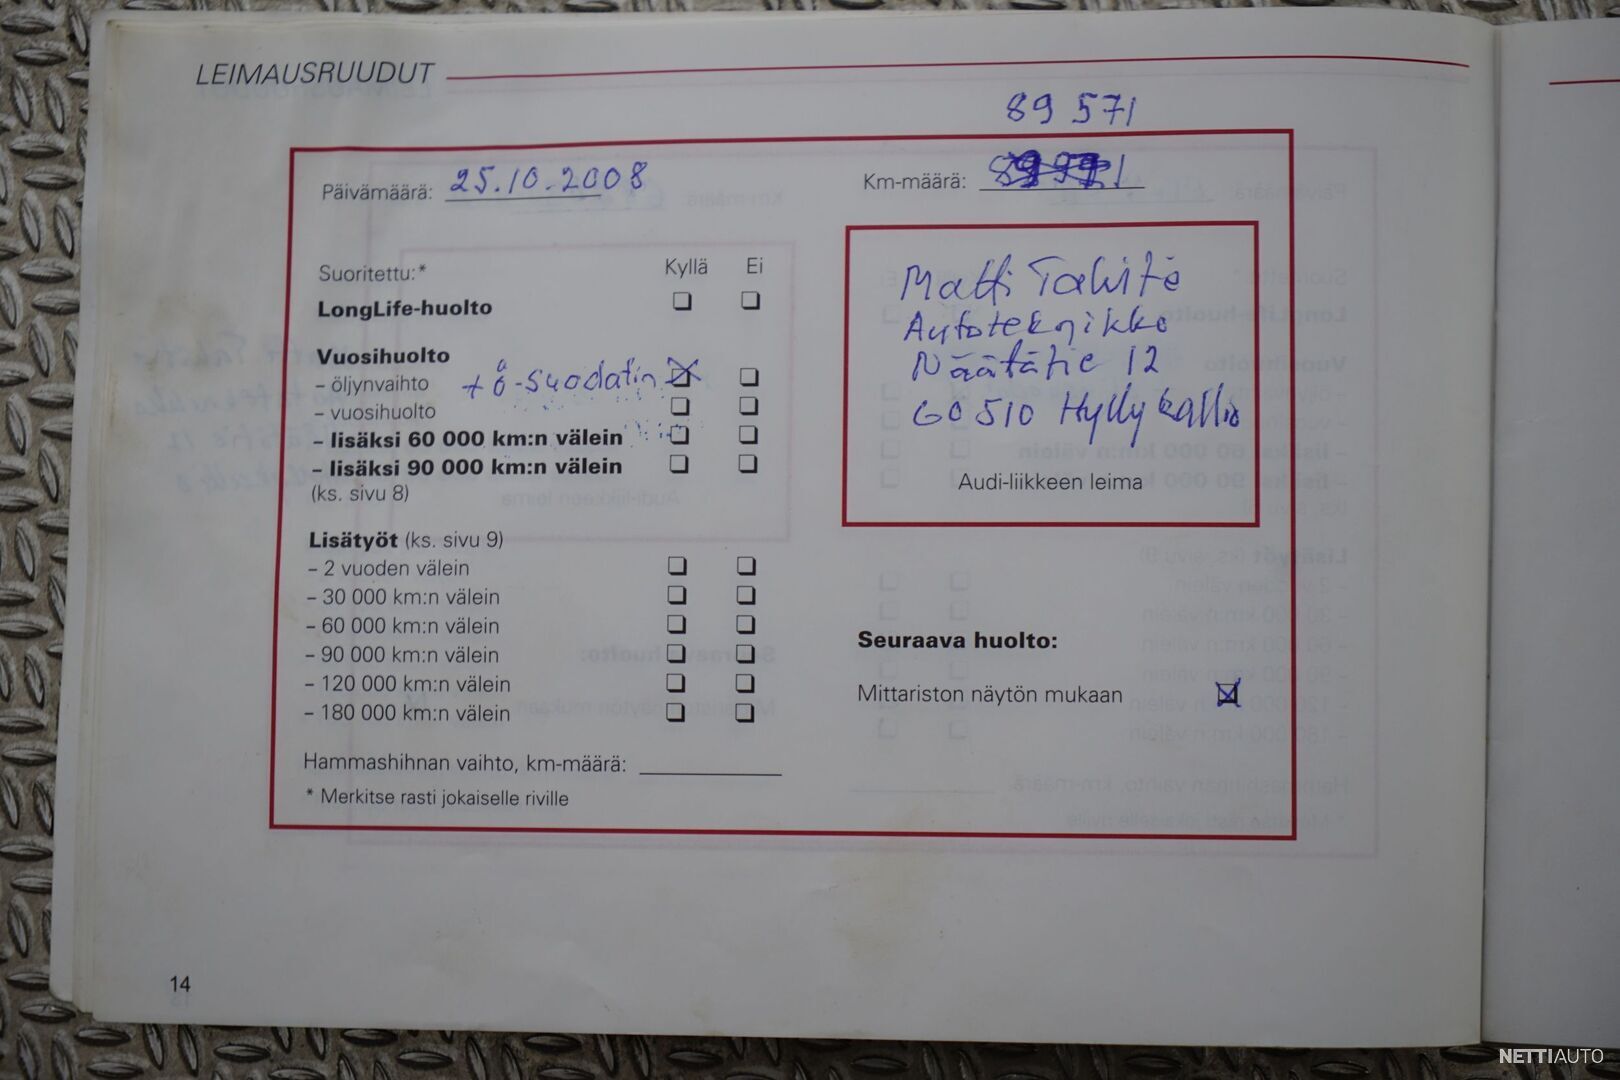 LEIMAUSRUUDUT
89 571
Päivämäärä: 25.10.2008
Km-määrä:
Suoritettu:* Kyllä Ei
LongLife-huolto
Vuosihuolto
– öljynvaihto + ö-suodatin
– vuosihuolto
– lisäksi 60 000 km:n välein
– lisäksi 90 000 km:n välein
(ks. sivu 8)
Lisätyöt (ks. sivu 9)
– 2 vuoden välein
– 30 000 km:n välein
– 60 000 km:n välein
– 90 000 km:n välein
– 120 000 km:n välein
– 180 000 km:n välein
Hammashihnan vaihto, km-määrä:
* Merkitse rasti jokaiselle riville
Matti
Autoteknikko
Näätätie 12
60510 Hyllykallio
Audi-liikkeen leima
Seuraava huolto:
Mittariston näytön mukaan
14
NETTIAUTO